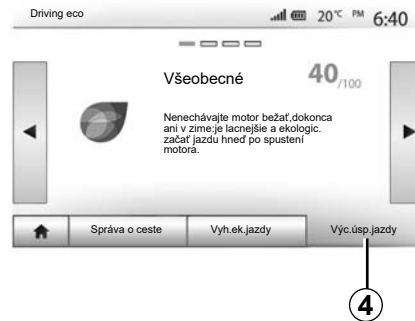 Driving eco 20°C PM 6:40
Všeobecné 40/100
Nenechávajte motor bežať,dokonca
ani v zime:je lacnejšie a ekologic.
začať jazdu hneď po spustení
motora.
Správa o ceste Vyh.ek.jazdy Výc.úsp.jazdy
4